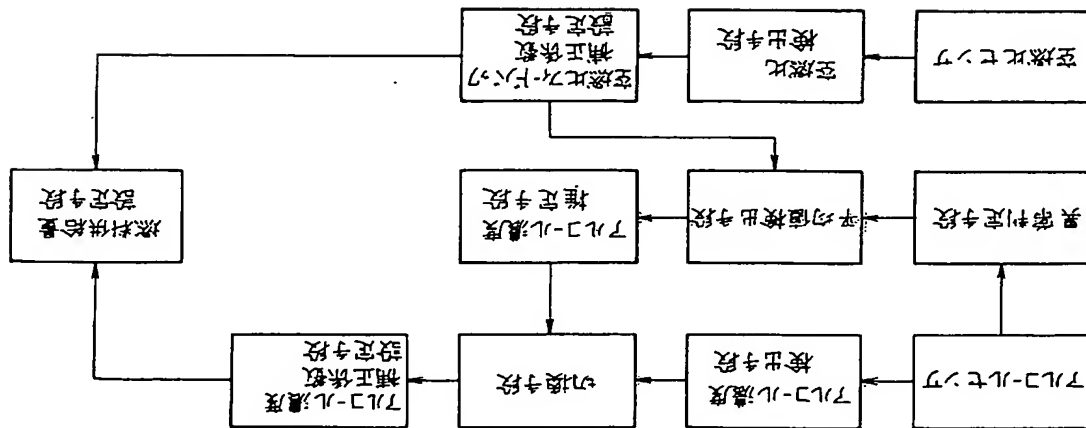 アルコールセンサ
アルコール濃度
検出手段
切換手段
アルコール濃度
補正係数
設定手段
異常判定手段
平均値検出手段
アルコール濃度
推定手段
燃料供給量
設定手段
空燃比センサ
空燃比
検出手段
空燃比フィードバック
補正係数
設定手段